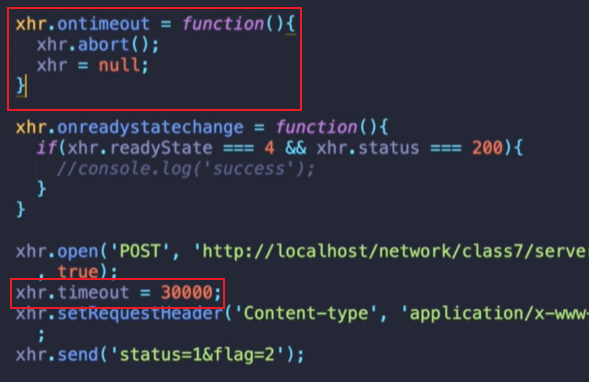 xhr.ontimeout = function(){
xhr.abort();
xhr = null;
}
xhr.onreadystatechange = function(){
if(xhr.readyState === 4 && xhr.status === 200){
//console.log('success');
}
}
xhr.open('POST', 'http://localhost/network/class7/serve
, true);
xhr.timeout = 30000;
xhr.setRequestHeader('Content-type', 'application/x-www-
;
xhr.send('status=1&flag=2');